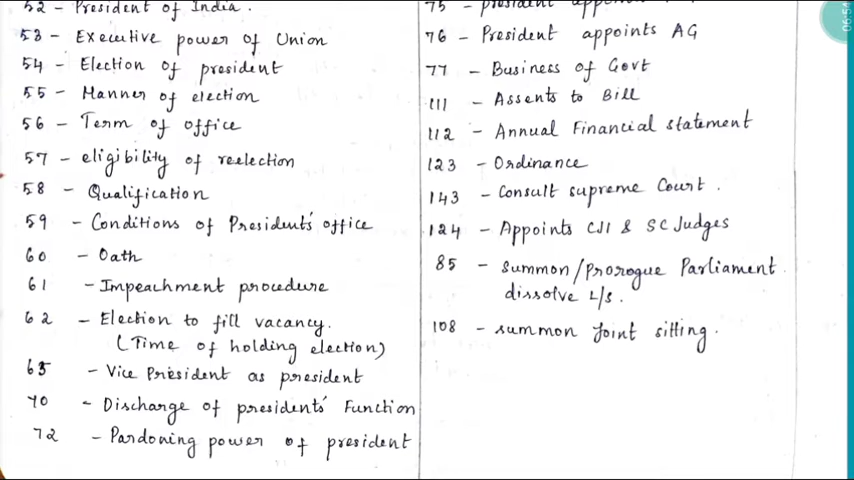 52 - President of India.
53 - Executive power of Union
54 - Election of president
55 - Manner of election
56 - Term of office
57 - eligibility of reelection
58 - Qualification
59 - Conditions of Presidents' office
60 - Oath
61 - Impeachment procedure
62 - Election to fill vacancy.
(Time of holding election)
65 - Vice President as president
70 - Discharge of presidents' Function
72 - Pardoning power of president
75 - president
76 - President appoints AG
77 - Business of Govt
111 - Assents to Bill
112 - Annual Financial statement
123 - Ordinance
143 - Consult supreme Court.
124 - Appoints CJI & SC Judges
85 - summon/Prorogue Parliament
dissolve L/S.
108 - summon Joint sitting.